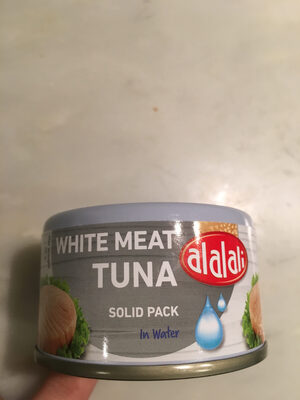 WHITE MEAT
TUNA
alalali
SOLID PACK
In Water